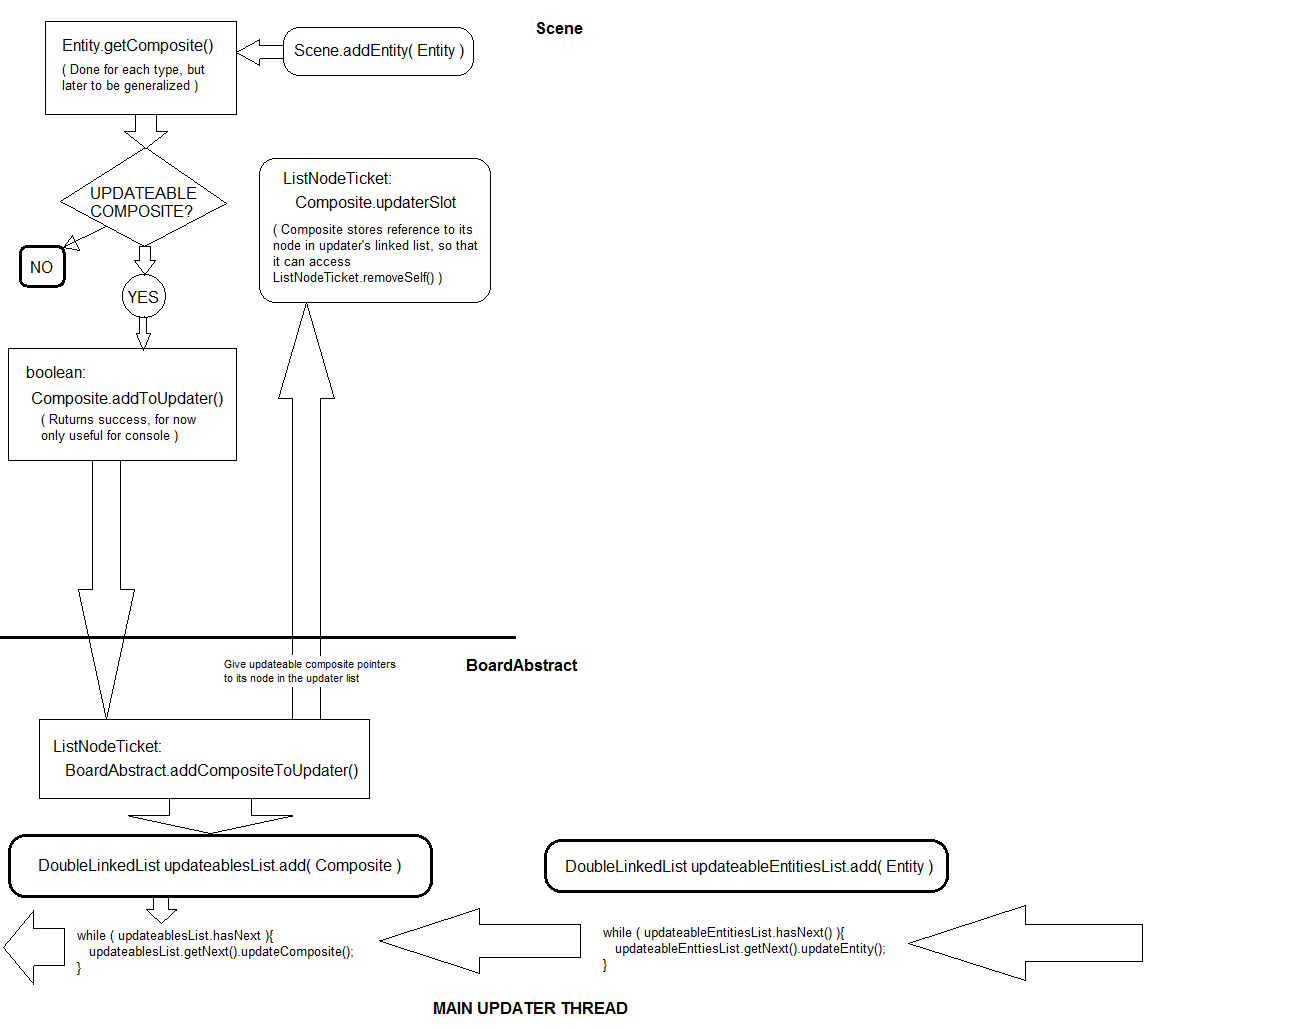 Scene
Entity.getComposite()
( Done for each type, but
later to be generalized )
Scene.addEntity( Entity )
UPDATEABLE
COMPOSITE?
NO
YES
ListNodeTicket:
Composite.updaterSlot
( Composite stores reference to its
node in updater's linked list, so that
it can access
ListNodeTicket.removeSelf() )
boolean:
Composite.addToUpdater()
( Ruturns success, for now
only useful for console )
Give updateable composite pointers
to its node in the updater list
BoardAbstract
ListNodeTicket:
BoardAbstract.addCompositeToUpdater()
DoubleLinkedList updateablesList.add( Composite )
DoubleLinkedList updateableEntitiesList.add( Entity )
while ( updateablesList.hasNext ){
updateablesList.getNext().updateComposite();
}
while ( updateableEntitiesList.hasNext() ){
updateableEnttiesList.getNext().updateEntity();
}
MAIN UPDATER THREAD